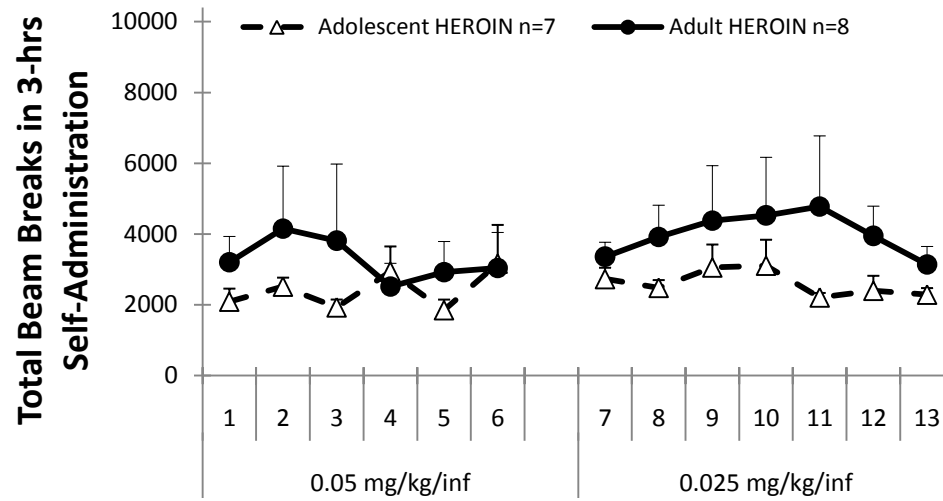 Total Beam Breaks in 3-hrs
Self-Administration
Adolescent HEROIN n=7
Adult HEROIN n=8
10000
8000
6000
4000
2000
0
1 2 3 4 5 6 7 8 9 10 11 12 13
0.05 mg/kg/inf 0.025 mg/kg/inf